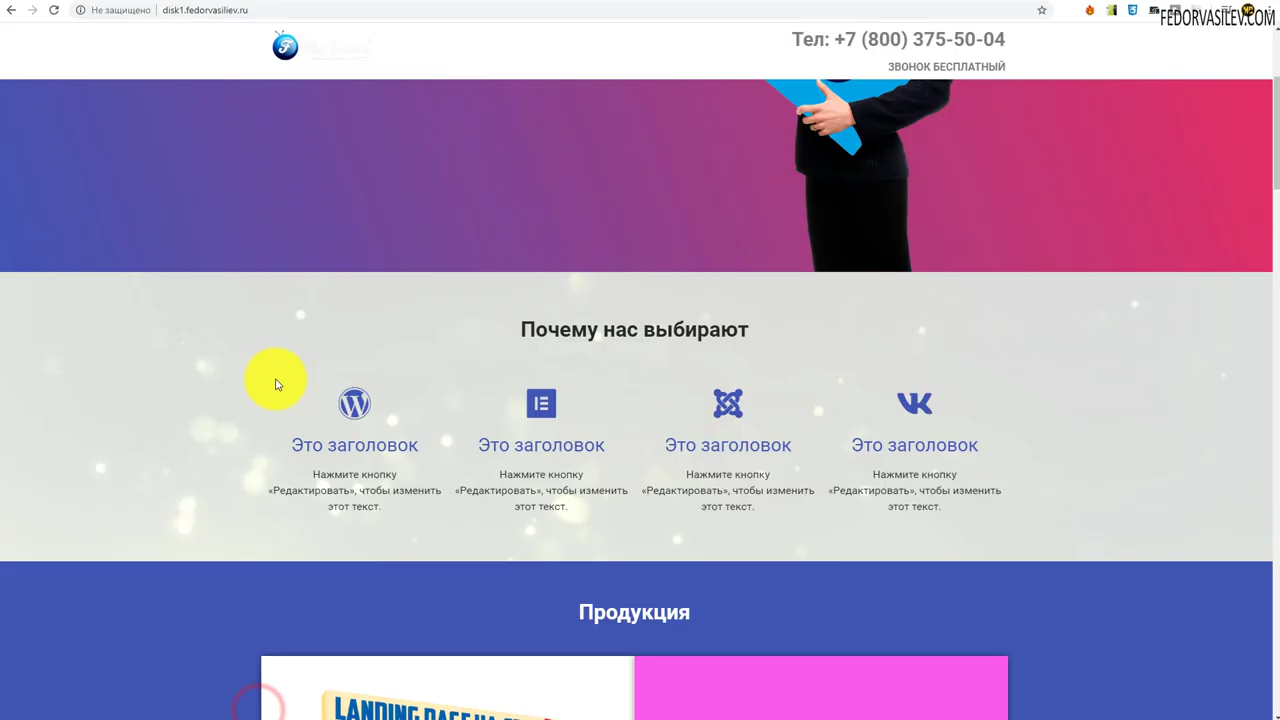 Не защищено
disk1.fedorvasiliev.ru
FEDORVASILEV.COM
Тел: +7 (800) 375-50-04
ЗВОНОК БЕСПЛАТНЫЙ
Почему нас выбирают
Это заголовок
Это заголовок
Это заголовок
Это заголовок
Нажмите кнопку
«Редактировать», чтобы изменить
этот текст.
Нажмите кнопку
«Редактировать», чтобы изменить
этот текст.
Нажмите кнопку
«Редактировать», чтобы изменить
этот текст.
Нажмите кнопку
«Редактировать», чтобы изменить
этот текст.
Продукция
LANDING PAGE